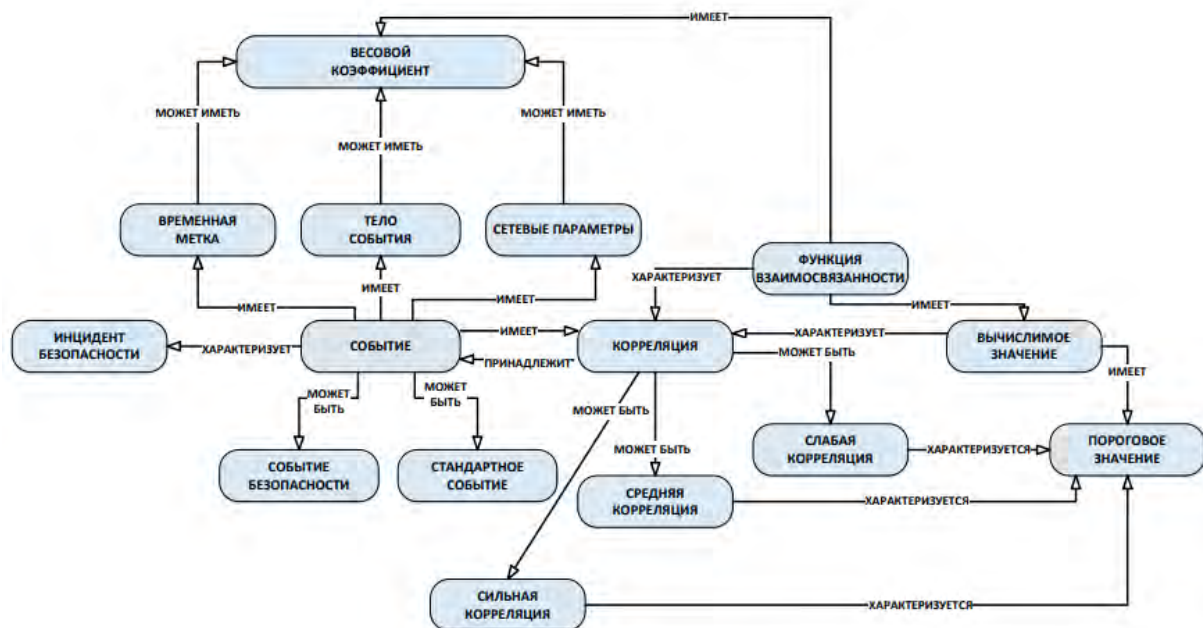 ИМЕЕТ
ВЕСОВОЙ
КОЭФФИЦИЕНТ
МОЖЕТ ИМЕТЬ
МОЖЕТ ИМЕТЬ
МОЖЕТ ИМЕТЬ
ВРЕМЕННАЯ
МЕТКА
ТЕЛО
СОБЫТИЯ
СЕТЕВЫЕ ПАРАМЕТРЫ
ФУНКЦИЯ
ВЗАИМОСВЯЗАННОСТИ
ХАРАКТЕРИЗУЕТ
ИМЕЕТ
ИМЕЕТ
ИМЕЕТ
ИМЕЕТ
ИНЦИДЕНТ
БЕЗОПАСНОСТИ
ХАРАКТЕРИЗУЕТ
СОБЫТИЕ
ИМЕЕТ
ПРИНАДЛЕЖИТ
КОРРЕЛЯЦИЯ
ХАРАКТЕРИЗУЕТ
МОЖЕТ БЫТЬ
ВЫЧИСЛИМОЕ
ЗНАЧЕНИЕ
ИМЕЕТ
МОЖЕТ
БЫТЬ
МОЖЕТ
БЫТЬ
МОЖЕТ БЫТЬ
МОЖЕТ БЫТЬ
СЛАБАЯ
КОРРЕЛЯЦИЯ
ХАРАКТЕРИЗУЕТСЯ
ПОРОГОВОЕ
ЗНАЧЕНИЕ
СОБЫТИЕ
БЕЗОПАСНОСТИ
СТАНДАРТНОЕ
СОБЫТИЕ
СРЕДНЯЯ
КОРРЕЛЯЦИЯ
ХАРАКТЕРИЗУЕТСЯ
СИЛЬНАЯ
КОРРЕЛЯЦИЯ
ХАРАКТЕРИЗУЕТСЯ